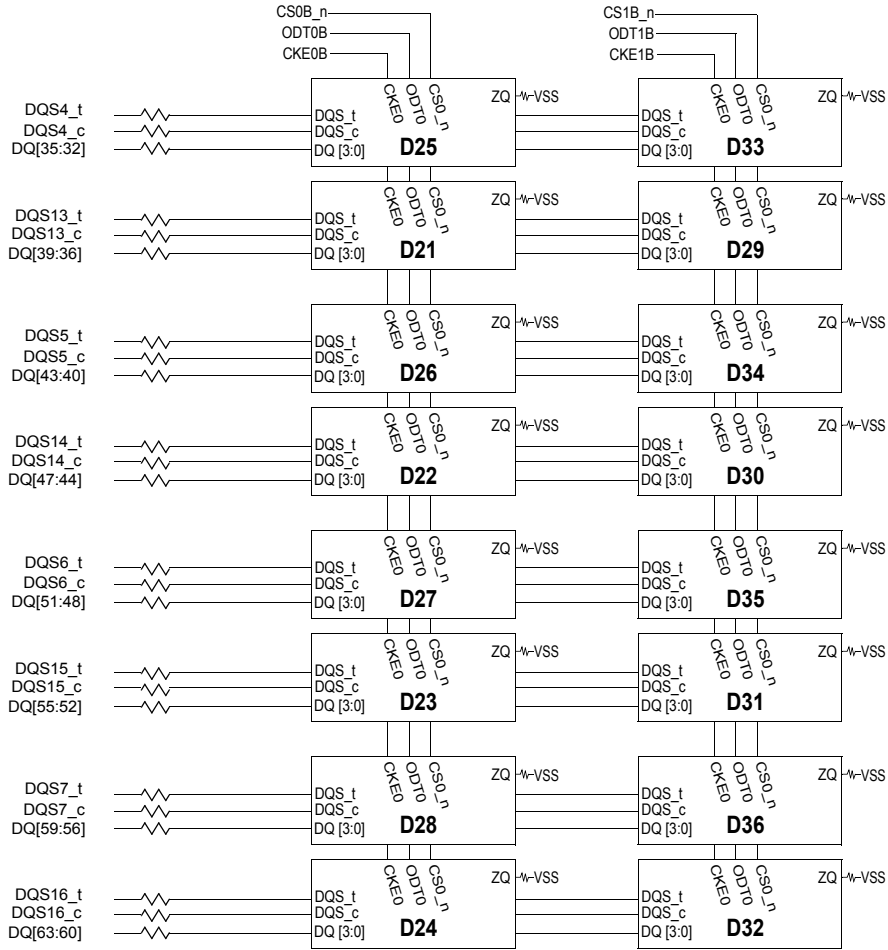 CS0B_n CS1B_n
ODT0B ODT1B
CKE0B CKE1B
CKE0 ODT0 CS0_n ZQ VSS CKE0 ODT0 CS0_n ZQ VSS
DQS4_t DQS_t DQS_t
DQS4_c DQS_c DQS_c
DQ[35:32] DQ [3:0] D25 DQ [3:0] D33
CKE0 ODT0 CS0_n ZQ VSS CKE0 ODT0 CS0_n ZQ VSS
DQS13_t DQS_t DQS_t
DQS13_c DQS_c DQS_c
DQ[39:36] DQ [3:0] D21 DQ [3:0] D29
CKE0 ODT0 CS0_n ZQ VSS CKE0 ODT0 CS0_n ZQ VSS
DQS5_t DQS_t DQS_t
DQS5_c DQS_c DQS_c
DQ[43:40] DQ [3:0] D26 DQ [3:0] D34
CKE0 ODT0 CS0_n ZQ VSS CKE0 ODT0 CS0_n ZQ VSS
DQS14_t DQS_t DQS_t
DQS14_c DQS_c DQS_c
DQ[47:44] DQ [3:0] D22 DQ [3:0] D30
CKE0 ODT0 CS0_n ZQ VSS CKE0 ODT0 CS0_n ZQ VSS
DQS6_t DQS_t DQS_t
DQS6_c DQS_c DQS_c
DQ[51:48] DQ [3:0] D27 DQ [3:0] D35
CKE0 ODT0 CS0_n ZQ VSS CKE0 ODT0 CS0_n ZQ VSS
DQS15_t DQS_t DQS_t
DQS15_c DQS_c DQS_c
DQ[55:52] DQ [3:0] D23 DQ [3:0] D31
CKE0 ODT0 CS0_n ZQ VSS CKE0 ODT0 CS0_n ZQ VSS
DQS7_t DQS_t DQS_t
DQS7_c DQS_c DQS_c
DQ[59:56] DQ [3:0] D28 DQ [3:0] D36
CKE0 ODT0 CS0_n ZQ VSS CKE0 ODT0 CS0_n ZQ VSS
DQS16_t DQS_t DQS_t
DQS16_c DQS_c DQS_c
DQ[63:60] DQ [3:0] D24 DQ [3:0] D32